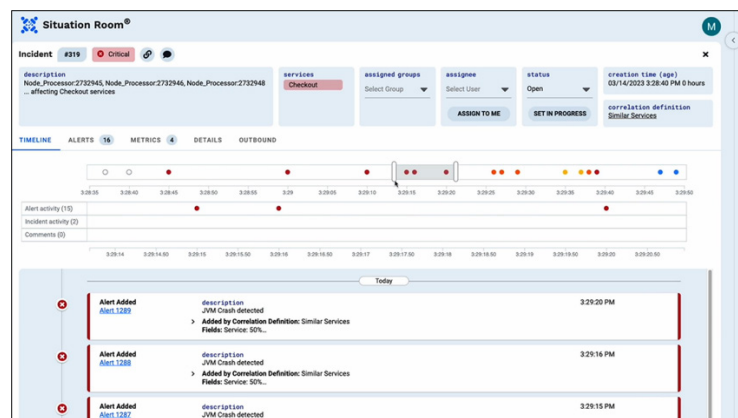 Situation Room®
M
Incident #319 Critical
description
Node_Processor:2732945, Node_Processor:2732946, Node_Processor:2732948
... affecting Checkout services
services
Checkout
assigned groups
Select Group
assignee
Select User
ASSIGN TO ME
status
Open
SET IN PROGRESS
creation time (age)
03/14/2023 3:28:40 PM 0 hours
correlation definition
Similar Services
TIMELINE ALERTS 16 METRICS 4 DETAILS OUTBOUND
3:28:35 3:28:40 3:28:45 3:28:50 3:28:55 3:29 3:29:05 3:29:10 3:29:15 3:29:20 3:29:25 3:29:30 3:29:35 3:29:40 3:29:45 3:29:50
Alert activity (15)
Incident activity (2)
Comments (0)
3:29:14 3:29:14.50 3:29:15 3:29:15.50 3:29:16 3:29:16.50 3:29:17 3:29:17.50 3:29:18 3:29:18.50 3:29:19 3:29:19.50 3:29:20 3:29:20.50
Today
Alert Added
Alert 1289
description
JVM Crash detected
Added by Correlation Definition: Similar Services
Fields: Service: 50%...
3:29:20 PM
Alert Added
Alert 1288
description
JVM Crash detected
Added by Correlation Definition: Similar Services
Fields: Service: 50%...
3:29:16 PM
Alert Added
Alert 1287
description
JVM Crash detected
3:29:15 PM